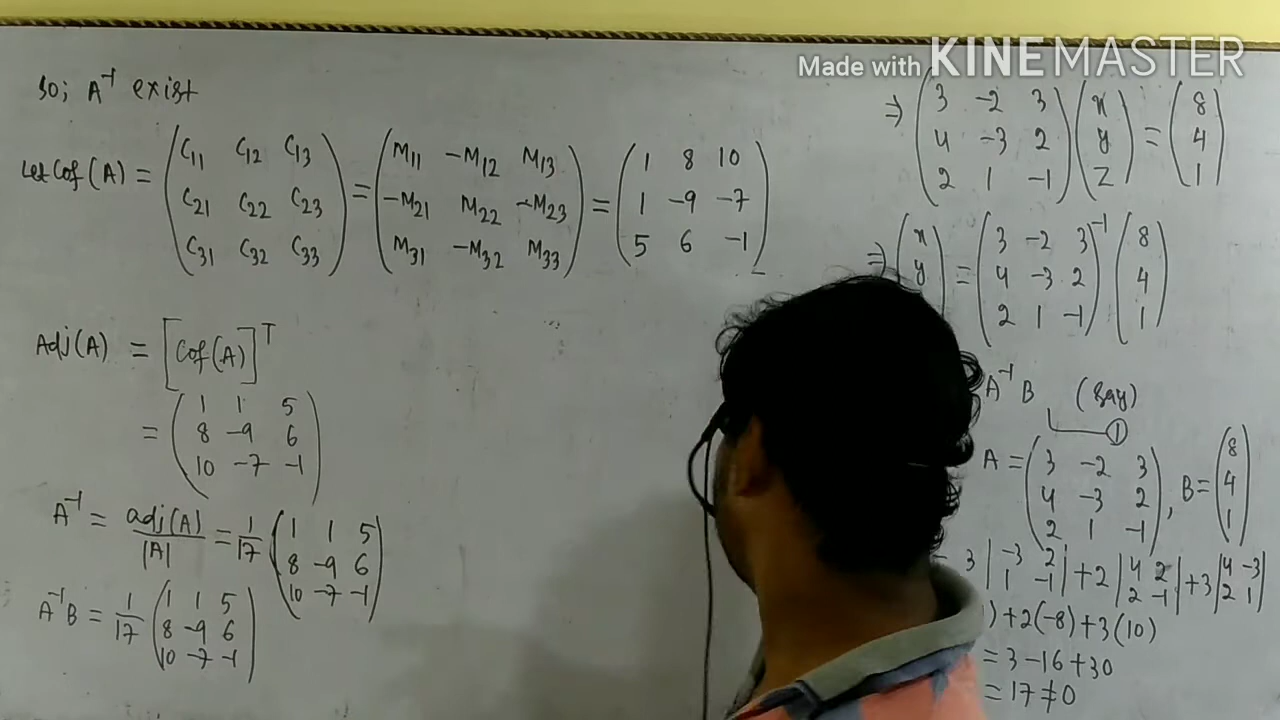 Made with KINEMASTER
So; A⁻¹ exist
Let Cof(A) = (C11 C12 C13) = (M11 -M12 M13) = (1 8 10)
(C21 C22 C23) (-M21 M22 -M23) (1 -9 -7)
(C31 C32 C33) (M31 -M32 M33) (5 6 -1)
Adj(A) = [Cof(A)]ᵀ
= (1 1 5)
(8 -9 6)
(10 -7 -1)
A⁻¹ = adj(A)/|A| = 1/17 (1 1 5)
(8 -9 6)
(10 -7 -1)
A⁻¹B = 1/17 (1 1 5)
(8 -9 6)
(10 -7 -1)
⇒ (3 -2 3) (x) = (8)
(4 -3 2) (y) (4)
(2 1 -1) (z) (1)
⇒ (x) = (3 -2 3)⁻¹ (8)
(y) (4 -3 2) (4)
(2 1 -1) (1)
A⁻¹B (Say)
①
A = (3 -2 3), B = (8)
(4 -3 2) (4)
(2 1 -1) (1)
3 |-3 2| + 2 |4 2| + 3 |4 -3|
|1 -1| |2 -1| |2 1|
) + 2(-8) + 3(10)
= 3 - 16 + 30
= 17 ≠ 0